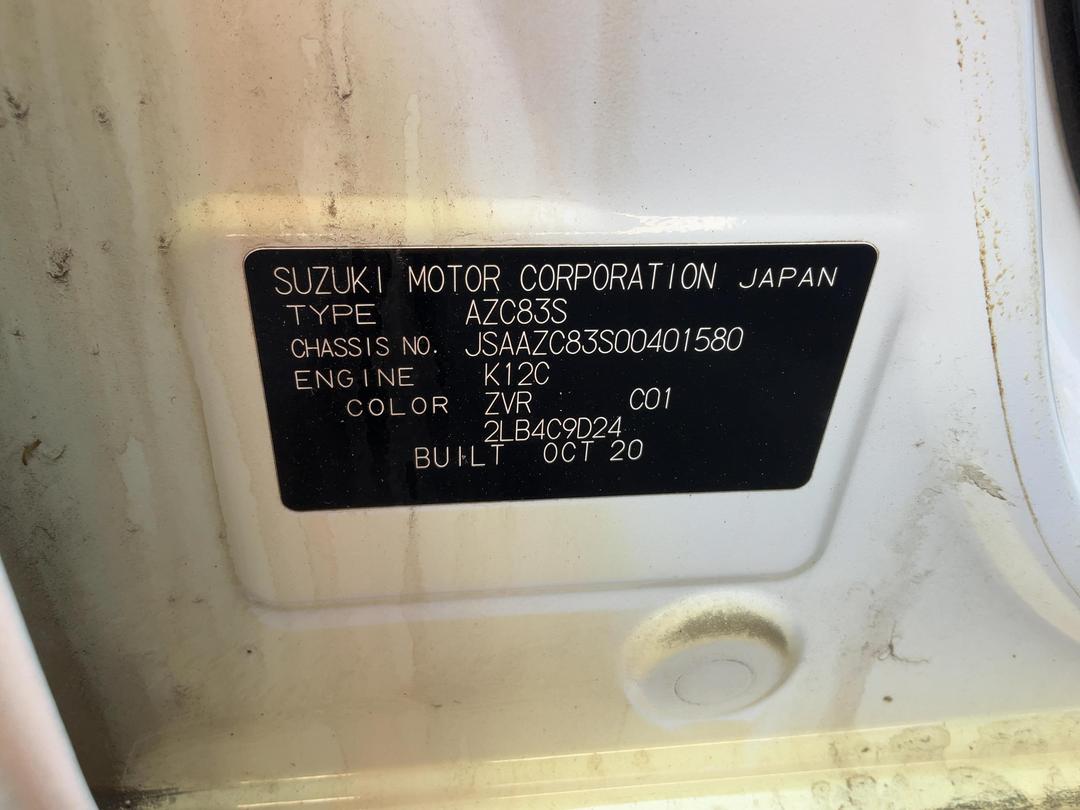 SUZUKI MOTOR CORPORATION JAPAN
TYPE AZC83S
CHASSIS NO. JSAAZC83S00401580
ENGINE K12C
COLOR ZVR C01
2LB4C9D24
BUILT OCT 20